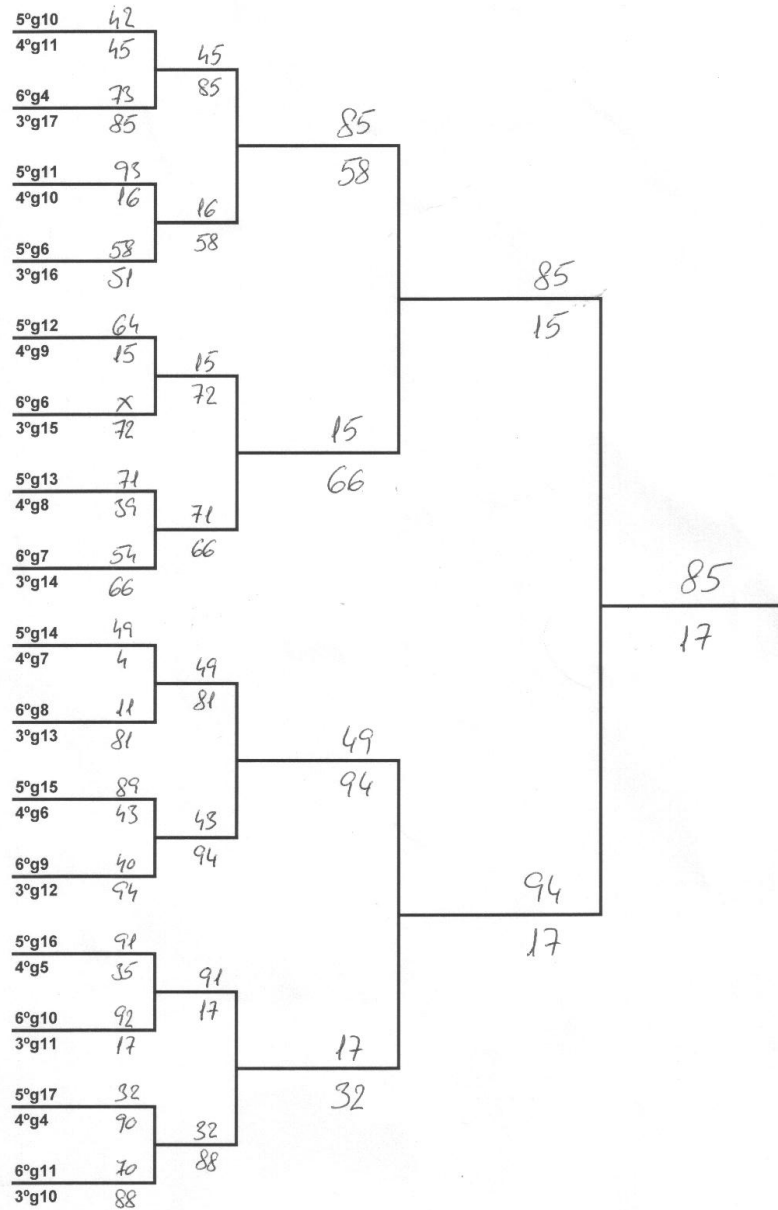 5ºg10 42
4ºg11 45
45
85
6ºg4 73
3ºg17 85
85
58
5ºg11 93
4ºg10 16
16
58
5ºg6 58
3ºg16 51
85
15
5ºg12 64
4ºg9 15
15
72
6ºg6 x
3ºg15 72
15
66
5ºg13 71
4ºg8 39
71
66
6ºg7 54
3ºg14 66
85
17
5ºg14 49
4ºg7 4
49
81
6ºg8 11
3ºg13 81
49
94
5ºg15 89
4ºg6 43
43
94
6ºg9 40
3ºg12 94
94
17
5ºg16 91
4ºg5 35
91
17
6ºg10 92
3ºg11 17
17
32
5ºg17 32
4ºg4 90
32
88
6ºg11 70
3ºg10 88